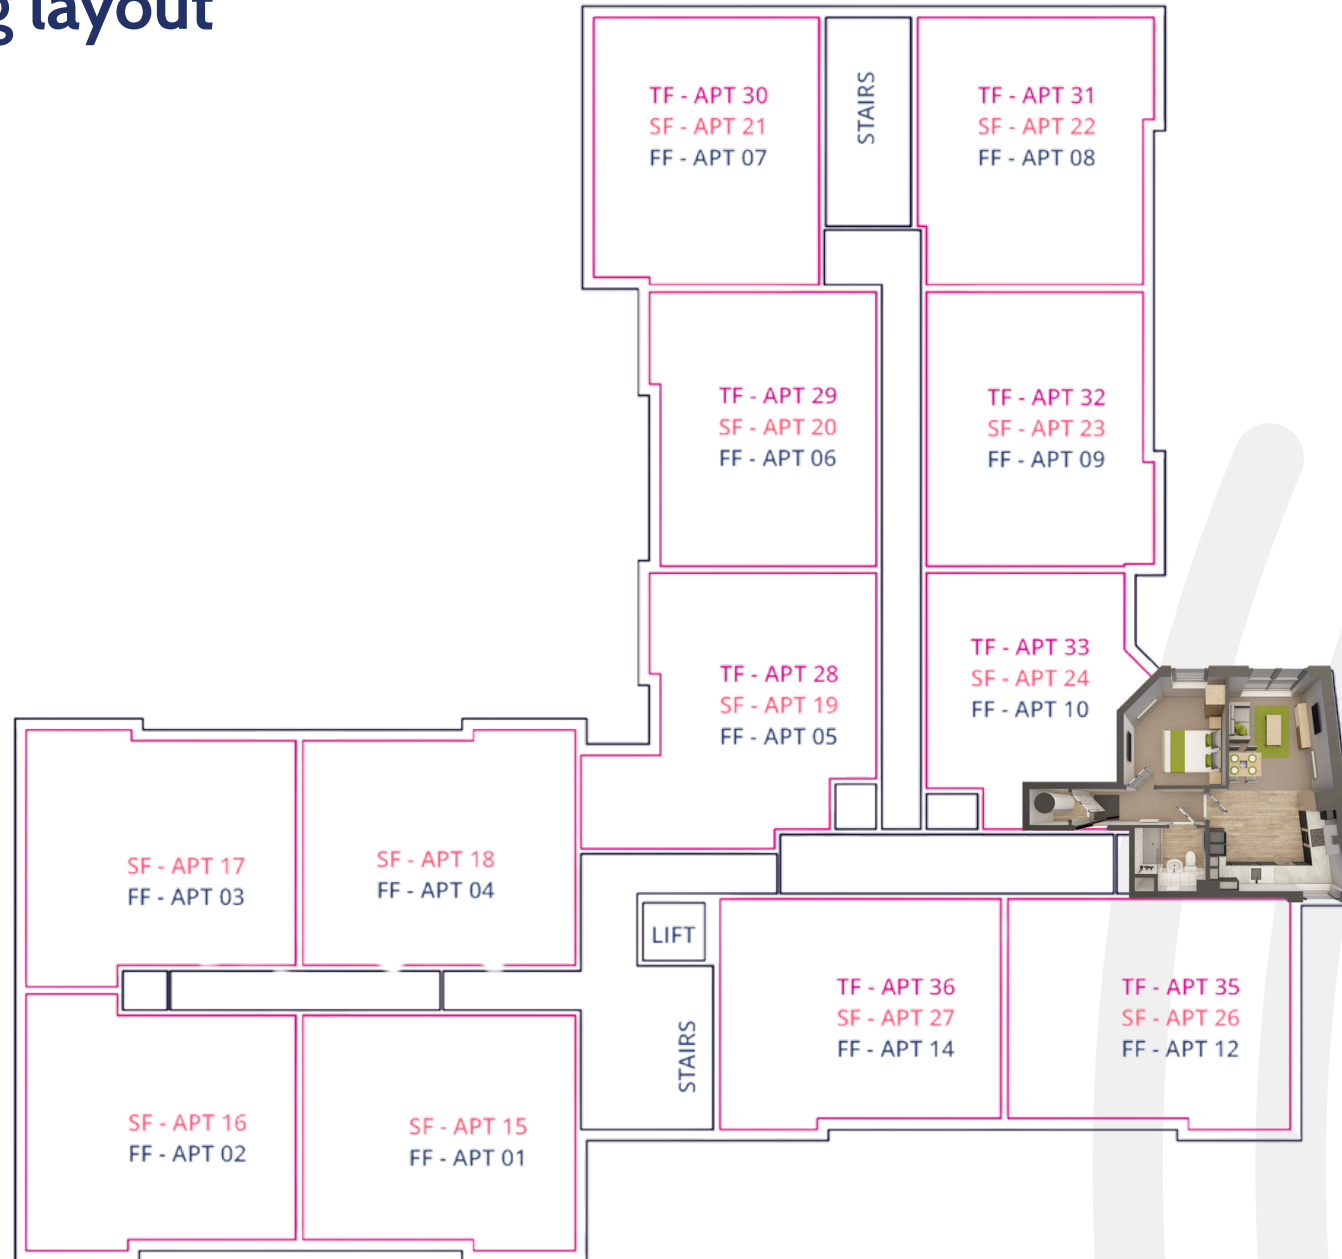 g layout
TF - APT 30
SF - APT 21
FF - APT 07
STAIRS
TF - APT 31
SF - APT 22
FF - APT 08
TF - APT 29
SF - APT 20
FF - APT 06
TF - APT 32
SF - APT 23
FF - APT 09
TF - APT 28
SF - APT 19
FF - APT 05
TF - APT 33
SF - APT 24
FF - APT 10
SF - APT 17
FF - APT 03
SF - APT 18
FF - APT 04
LIFT
STAIRS
TF - APT 36
SF - APT 27
FF - APT 14
TF - APT 35
SF - APT 26
FF - APT 12
SF - APT 16
FF - APT 02
SF - APT 15
FF - APT 01